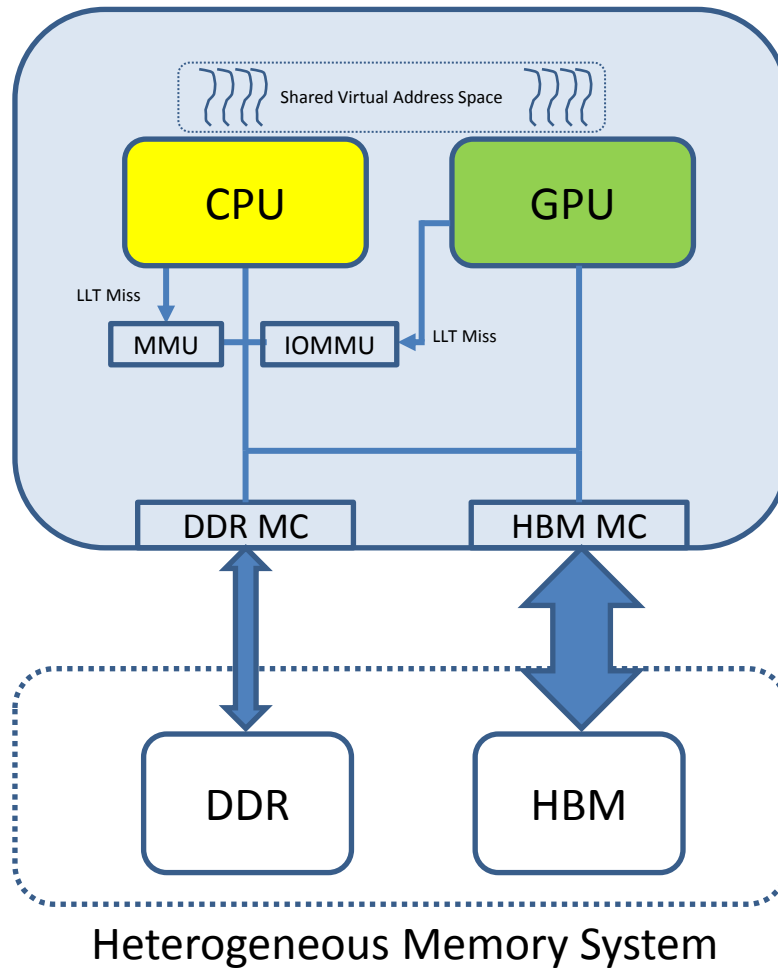 Shared Virtual Address Space
CPU
GPU
LLT Miss
MMU
IOMMU
LLT Miss
DDR MC
HBM MC
DDR
HBM
Heterogeneous Memory System